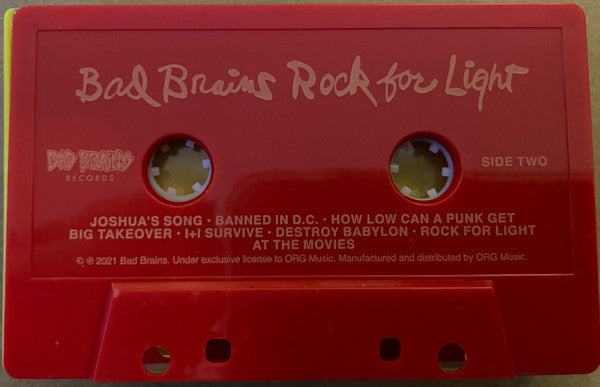 Bad Brains Rock for Light
BAD BRAINS
RECORDS
SIDE TWO
JOSHUA'S SONG · BANNED IN D.C. · HOW LOW CAN A PUNK GET
BIG TAKEOVER · I+I SURVIVE · DESTROY BABYLON · ROCK FOR LIGHT
AT THE MOVIES
© ℗ 2021 Bad Brains. Under exclusive license to ORG Music. Manufactured and distributed by ORG Music.